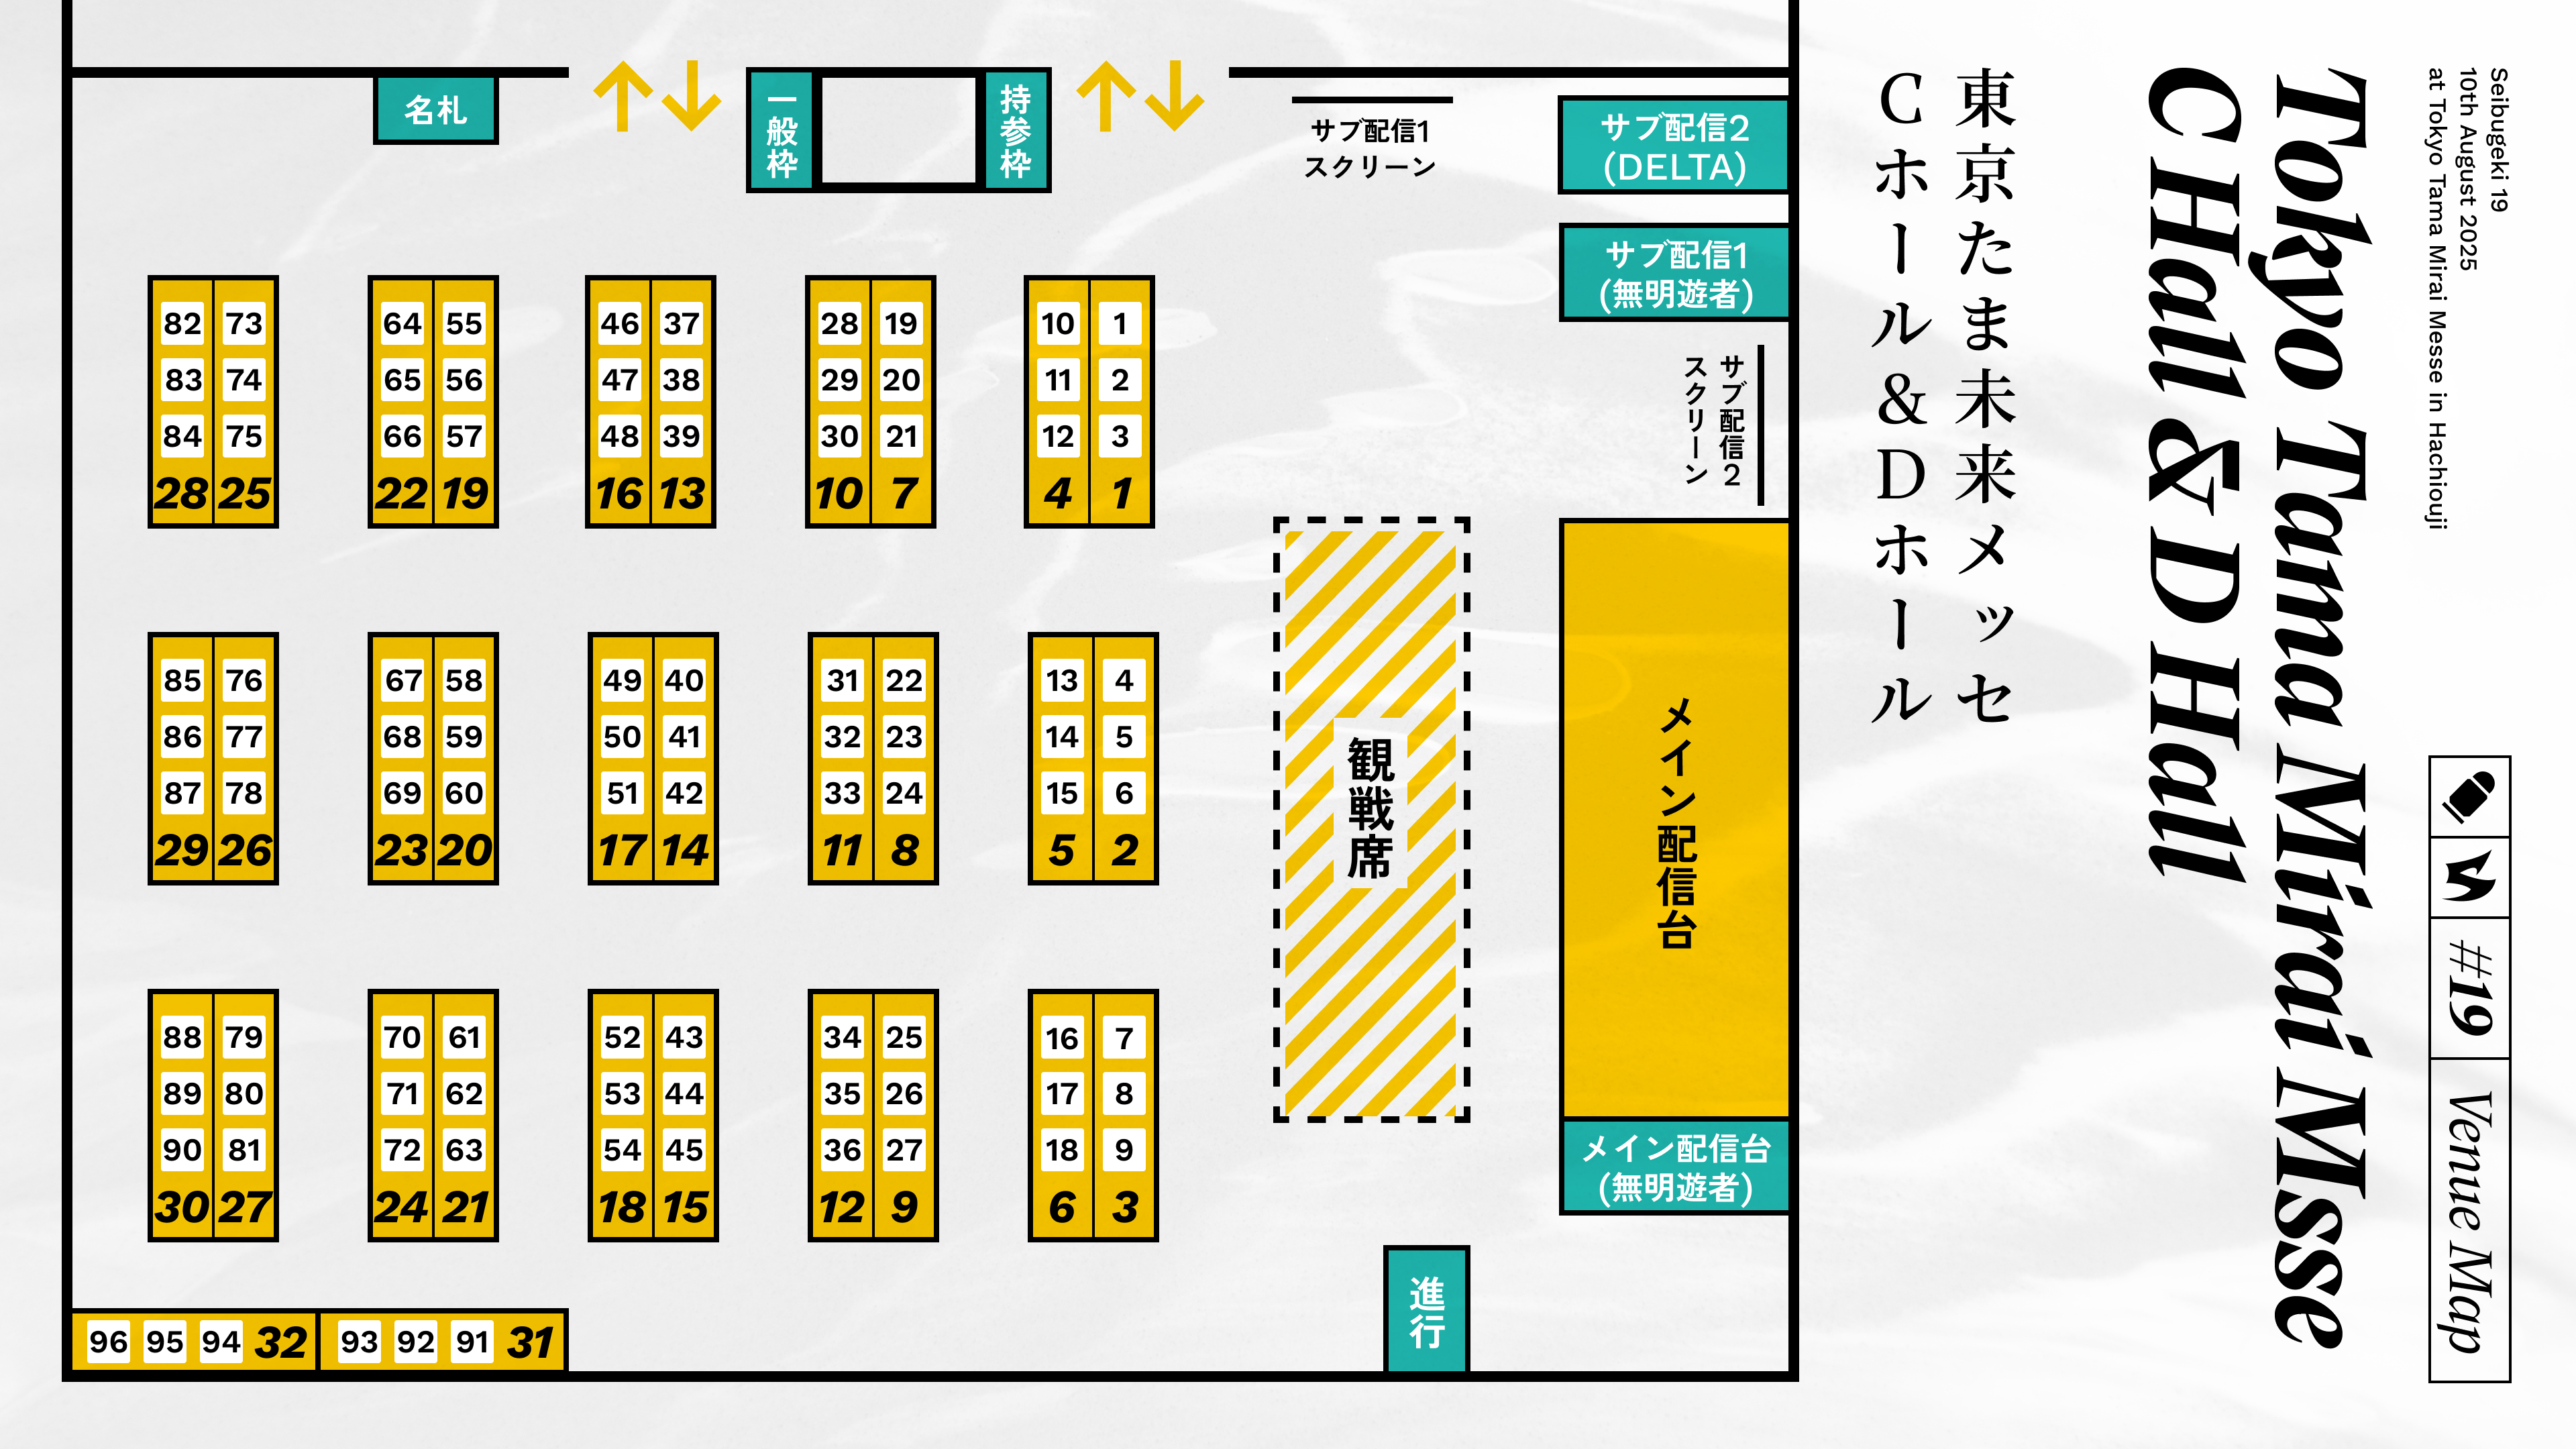 名札
一般枠
持参枠
サブ配信1
スクリーン
サブ配信2
(DELTA)
サブ配信1
(無明遊者)
サブ配信2
スクリーン
82 73
83 74
84 75
28 25
64 55
65 56
66 57
22 19
46 37
47 38
48 39
16 13
28 19
29 20
30 21
10 7
10 1
11 2
12 3
4 1
85 76
86 77
87 78
29 26
67 58
68 59
69 60
23 20
49 40
50 41
51 42
17 14
31 22
32 23
33 24
11 8
13 4
14 5
15 6
5 2
88 79
89 80
90 81
30 27
70 61
71 62
72 63
24 21
52 43
53 44
54 45
18 15
34 25
35 26
36 27
12 9
16 7
17 8
18 9
6 3
96 95 94 32
93 92 91 31
観戦席
メイン配信台
メイン配信台
(無明遊者)
進行
東京たま未来メッセ
Cホール&Dホール
Tokyo Tama Mirai Msse
C Hall & D Hall
Seibugeki 19
10th August 2025
at Tokyo Tama Mirai Messe in Hachiouji
#19
Venue Map